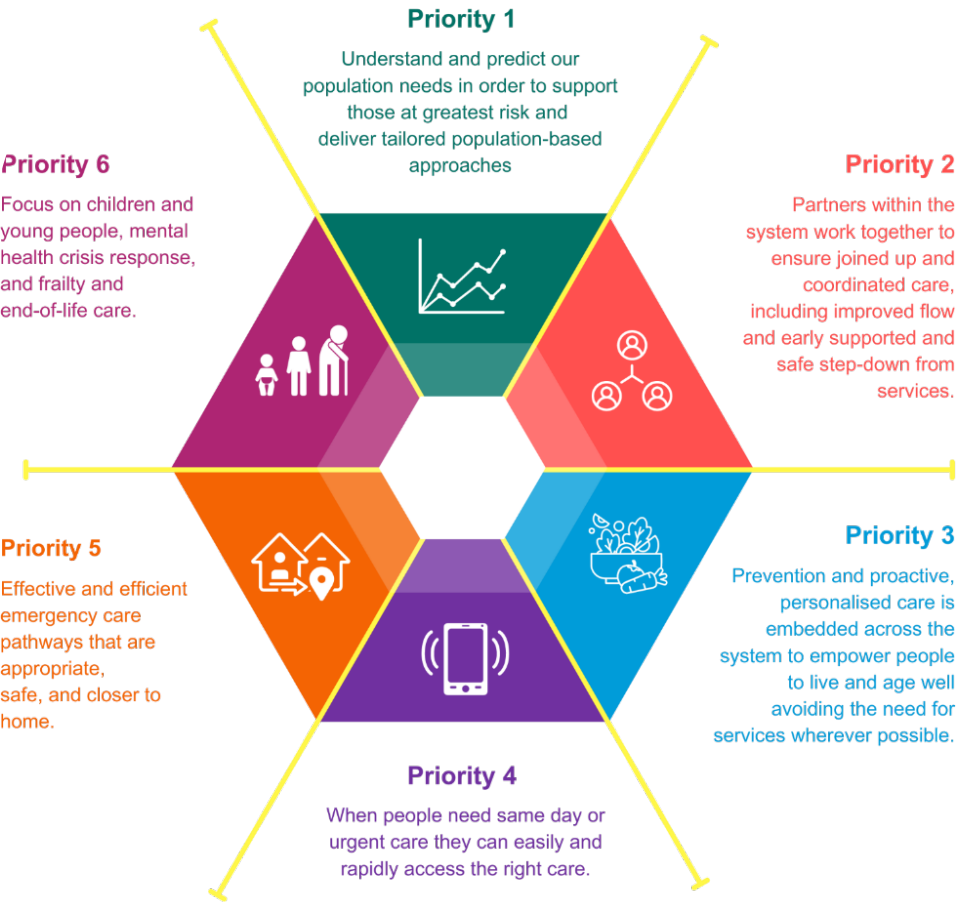 Priority 1
Understand and predict our
population needs in order to support
those at greatest risk and
deliver tailored population-based
approaches
Priority 2
Partners within the
system work together to
ensure joined up and
coordinated care,
including improved flow
and early supported and
safe step-down from
services.
Priority 3
Prevention and proactive,
personalised care is
embedded across the
system to empower people
to live and age well
avoiding the need for
services wherever possible.
Priority 4
When people need same day or
urgent care they can easily and
rapidly access the right care.
Priority 5
Effective and efficient
emergency care
pathways that are
appropriate,
safe, and closer to
home.
Priority 6
Focus on children and
young people, mental
health crisis response,
and frailty and
end-of-life care.